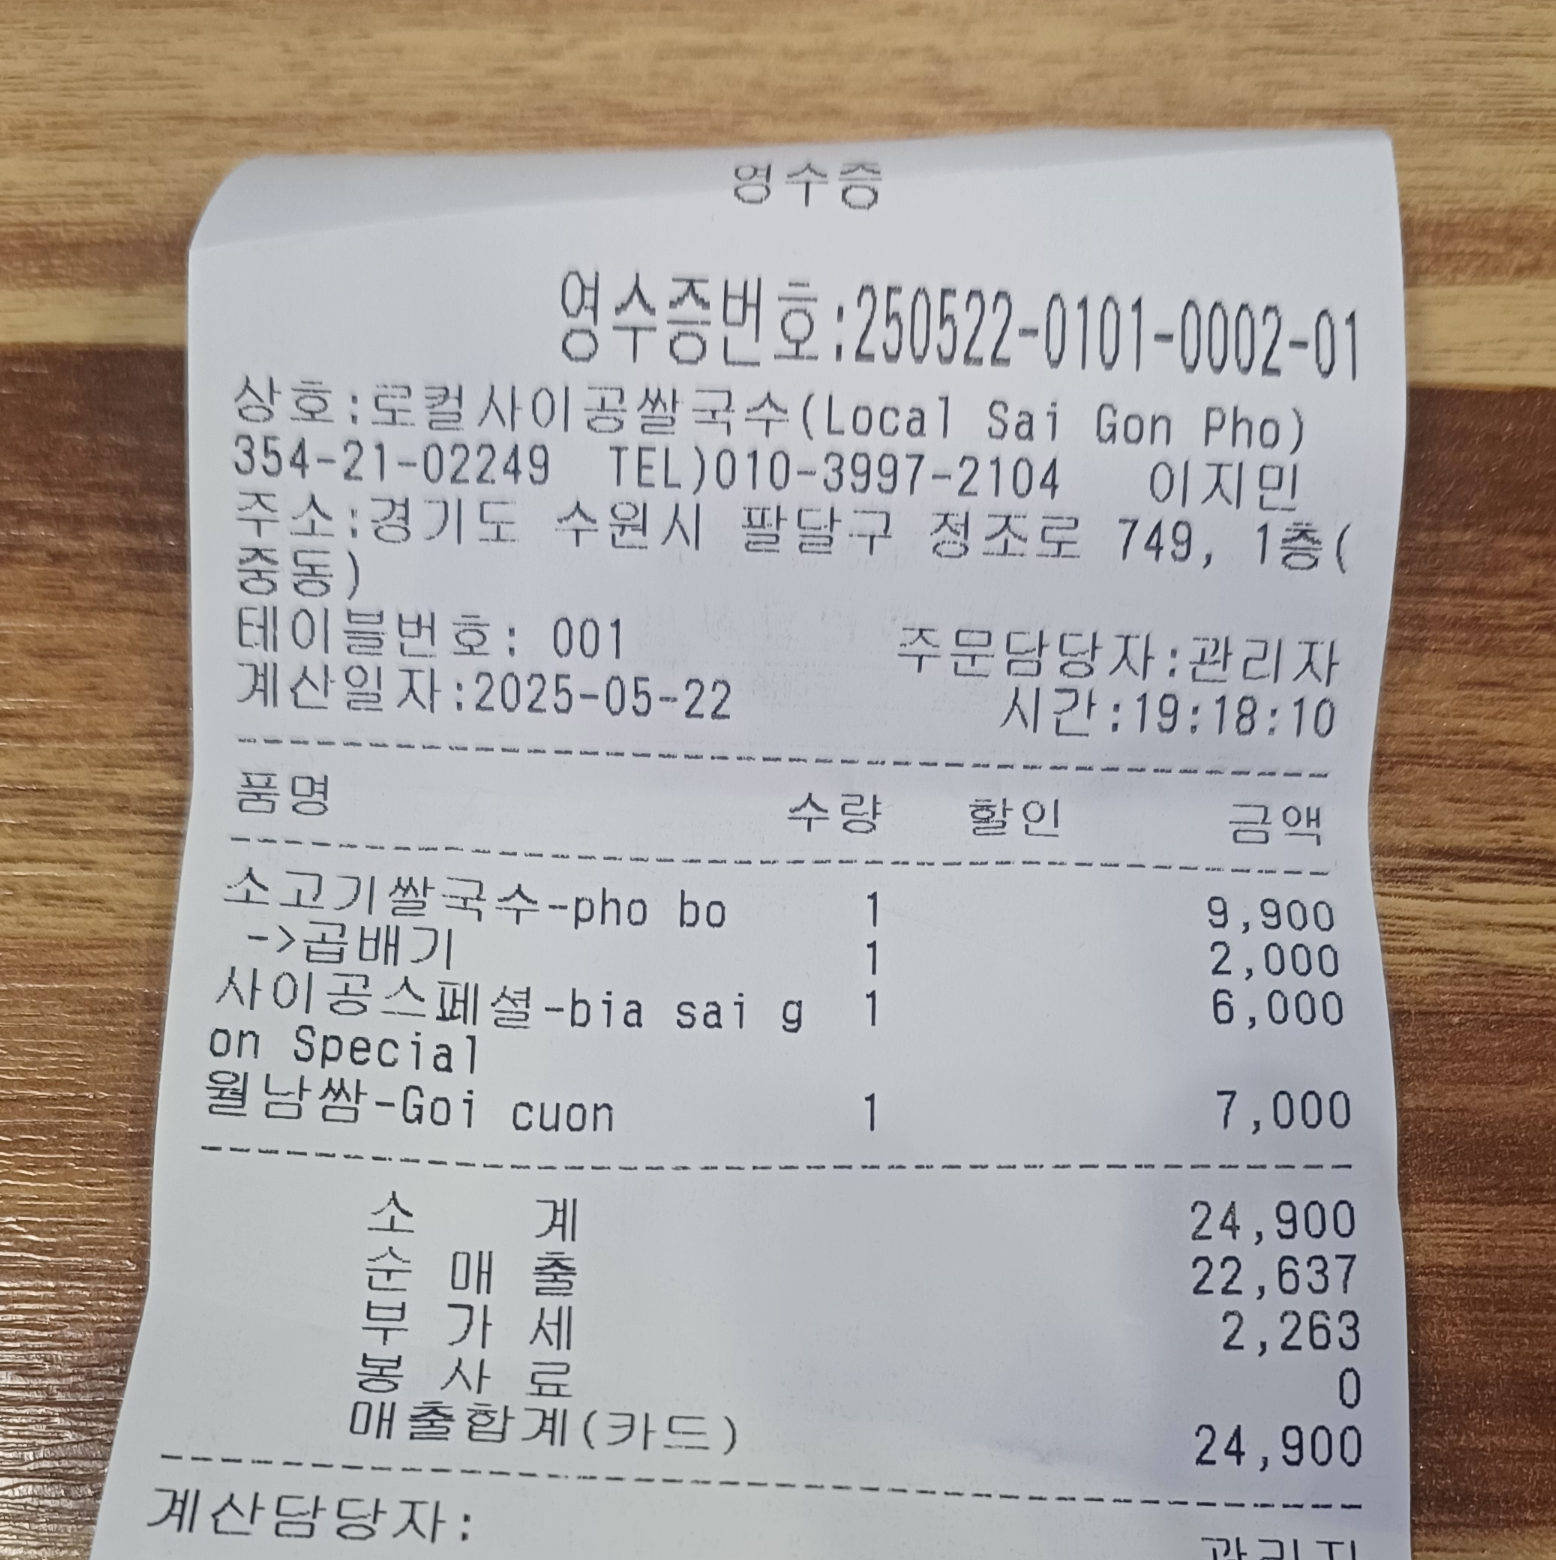 영수증
영수증번호:250522-0101-0002-01
상호:로컬사이공쌀국수(Local Sai Gon Pho)
354-21-02249 TEL)010-3997-2104 이지민
주소:경기도 수원시 팔달구 정조로 749, 1층(
중동)
테이블번호: 001 주문담당자:관리자
계산일자:2025-05-22 시간:19:18:10
품명 수량 할인 금액
소고기쌀국수-pho bo 1 9,900
->곱배기 1 2,000
사이공스페셜-bia sai g 1 6,000
on Special
월남쌈-Goi cuon 1 7,000
소 계 24,900
순 매 출 22,637
부 가 세 2,263
봉 사 료 0
매출합계(카드) 24,900
계산담당자: 관리자